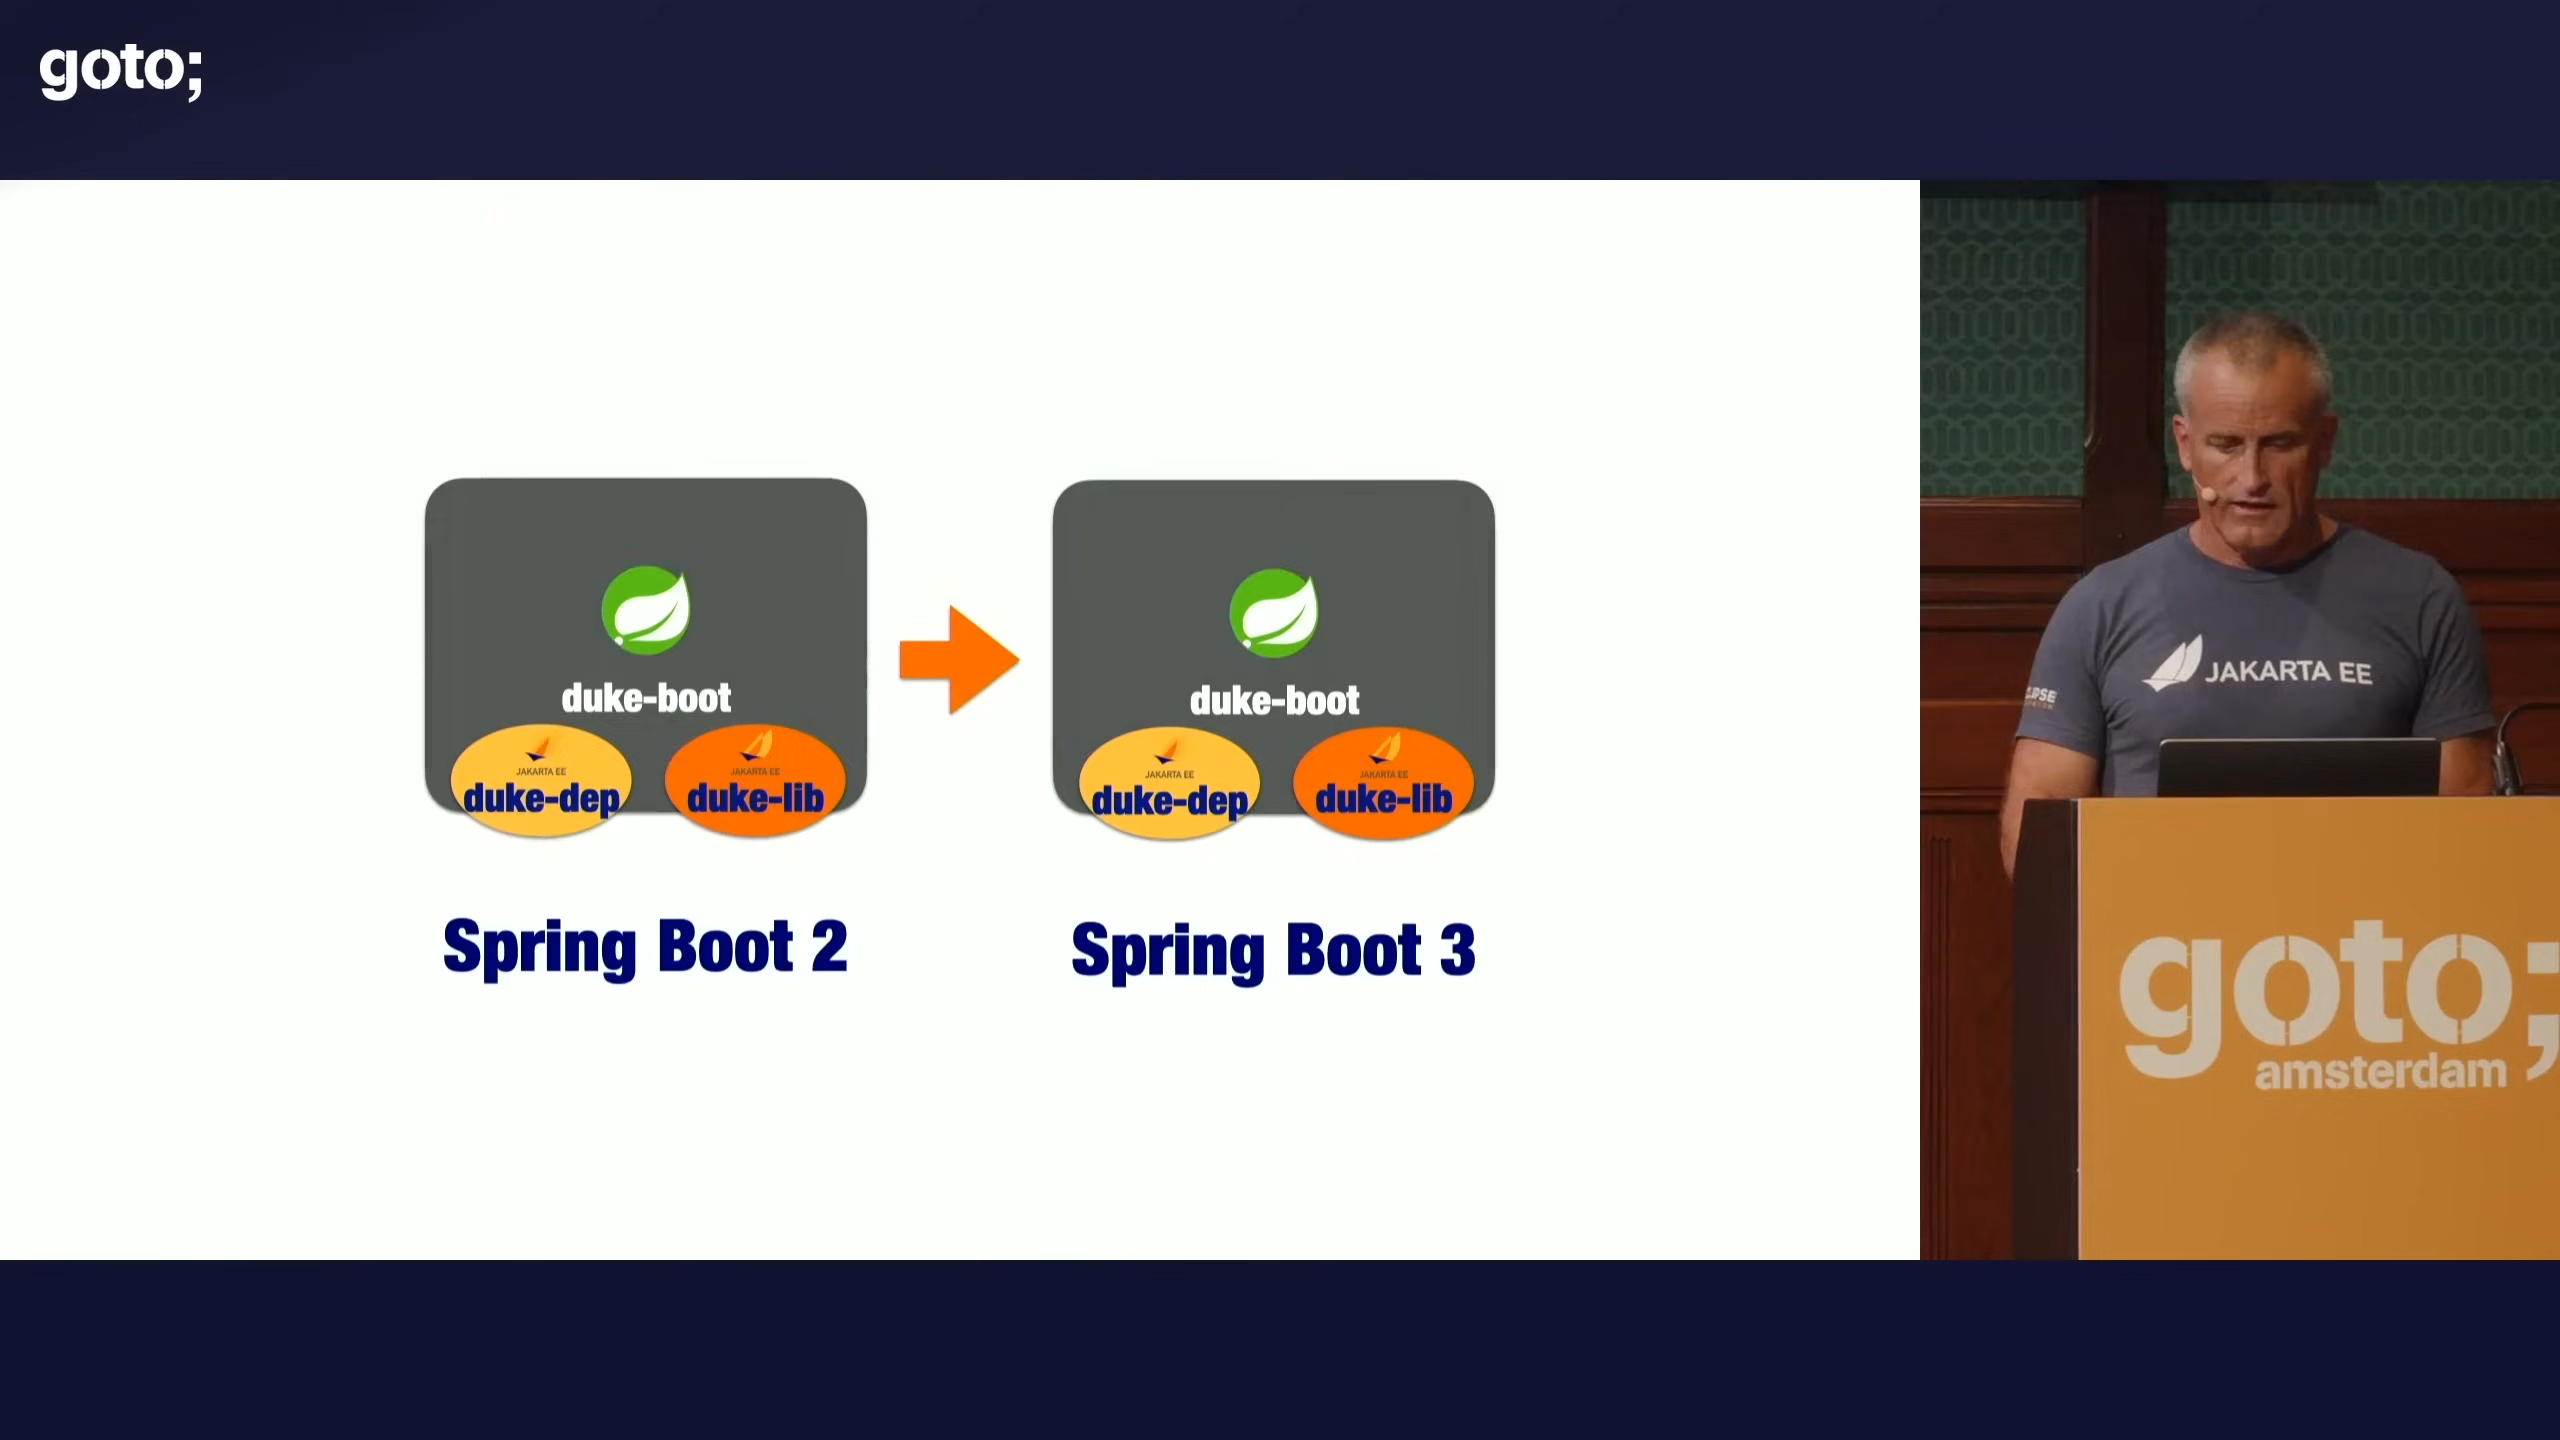 goto;
duke-boot
JAKARTA EE
duke-dep
JAKARTA EE
duke-lib
Spring Boot 2
duke-boot
JAKARTA EE
duke-dep
JAKARTA EE
duke-lib
Spring Boot 3
JAKARTA EE
goto;
amsterdam